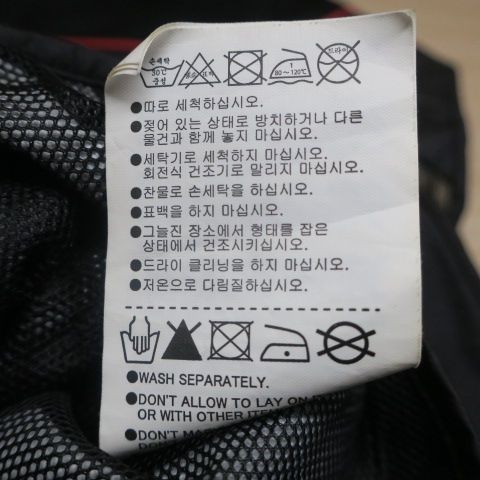 손세탁
30℃
중성
염소 표백
1
80~120℃
드라이
●따로 세척하십시오.
●젖어 있는 상태로 방치하거나 다른
물건과 함께 놓지 마십시오.
●세탁기로 세척하지 마십시오.
회전식 건조기로 말리지 마십시오.
●찬물로 손세탁을 하십시오.
●표백을 하지 마십시오.
●그늘진 장소에서 형태를 잡은
상태에서 건조시키십시오.
●드라이 클리닝을 하지 마십시오.
●저온으로 다림질하십시오.
●WASH SEPARATELY.
●DON'T ALLOW TO LAY ON
OR WITH OTHER
●DON'T